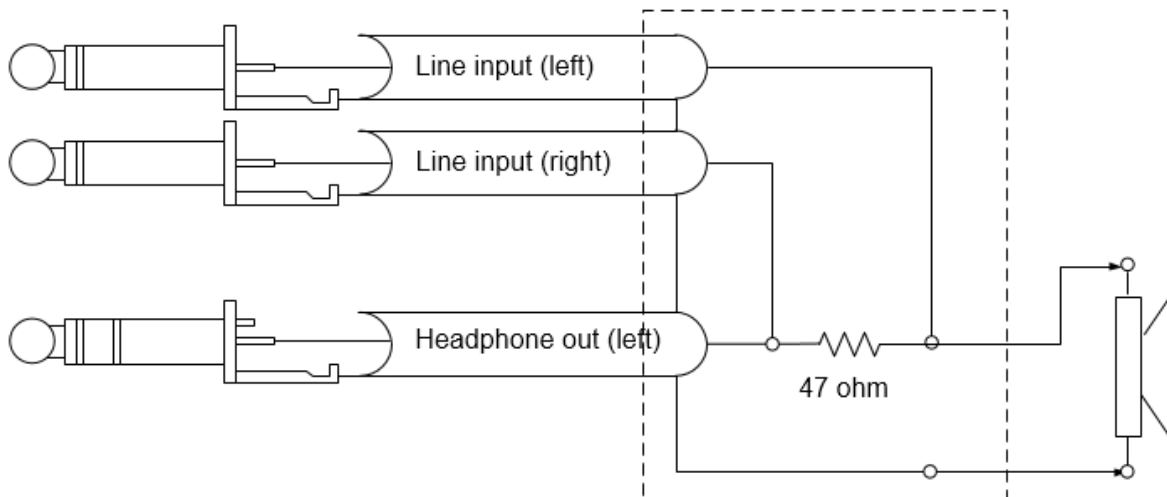 Line input (left)
Line input (right)
Headphone out (left)
47 ohm